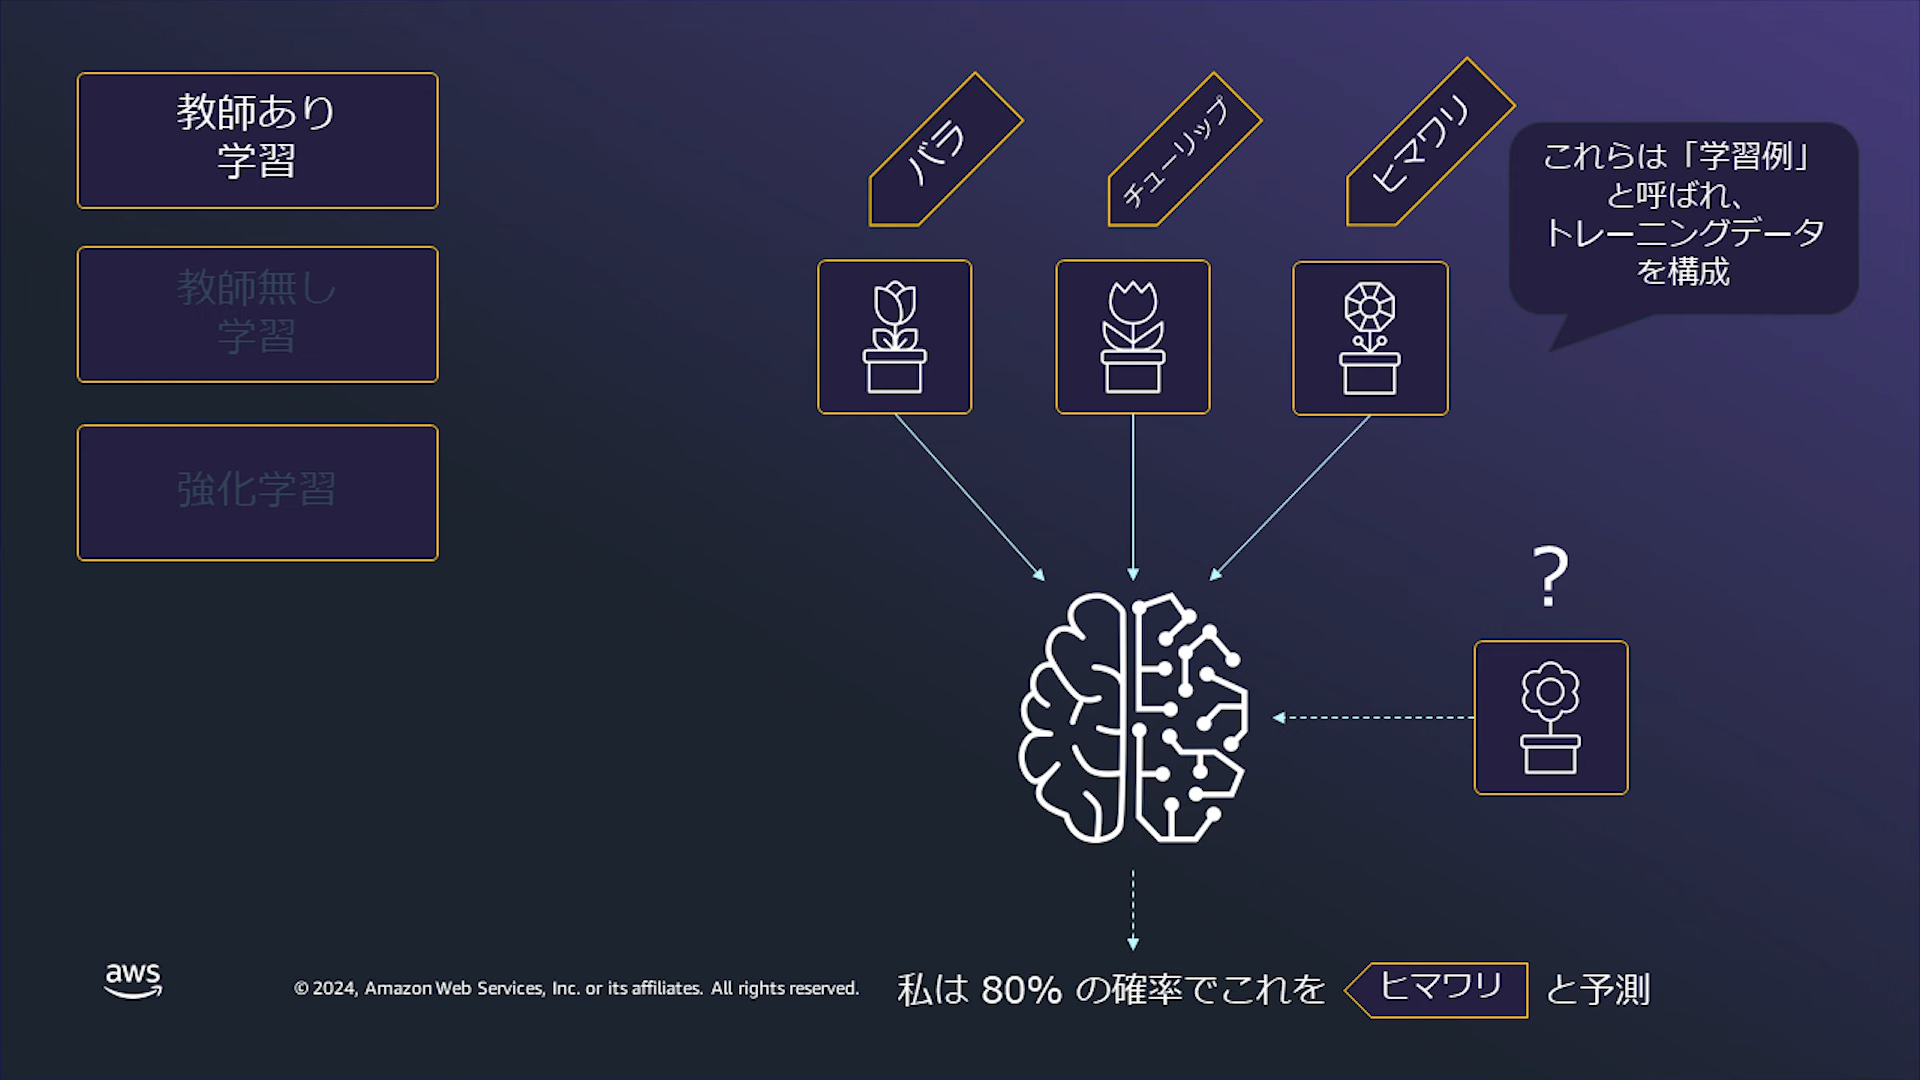 教師あり
学習
教師無し
学習
強化学習
バラ
チューリップ
ヒマワリ
これらは「学習例」
と呼ばれ、
トレーニングデータ
を構成
?
私は 80% の確率でこれを ヒマワリ と予測
aws
© 2024, Amazon Web Services, Inc. or its affiliates. All rights reserved.